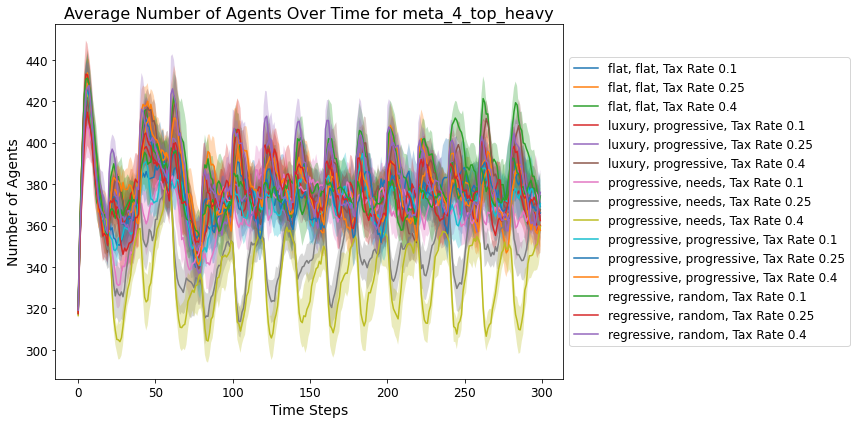 Average Number of Agents Over Time for meta_4_top_heavy
440
420
400
380
360
340
320
300
Number of Agents
0
50
100
150
200
250
300
Time Steps
flat, flat, Tax Rate 0.1
flat, flat, Tax Rate 0.25
flat, flat, Tax Rate 0.4
luxury, progressive, Tax Rate 0.1
luxury, progressive, Tax Rate 0.25
luxury, progressive, Tax Rate 0.4
progressive, needs, Tax Rate 0.1
progressive, needs, Tax Rate 0.25
progressive, needs, Tax Rate 0.4
progressive, progressive, Tax Rate 0.1
progressive, progressive, Tax Rate 0.25
progressive, progressive, Tax Rate 0.4
regressive, random, Tax Rate 0.1
regressive, random, Tax Rate 0.25
regressive, random, Tax Rate 0.4